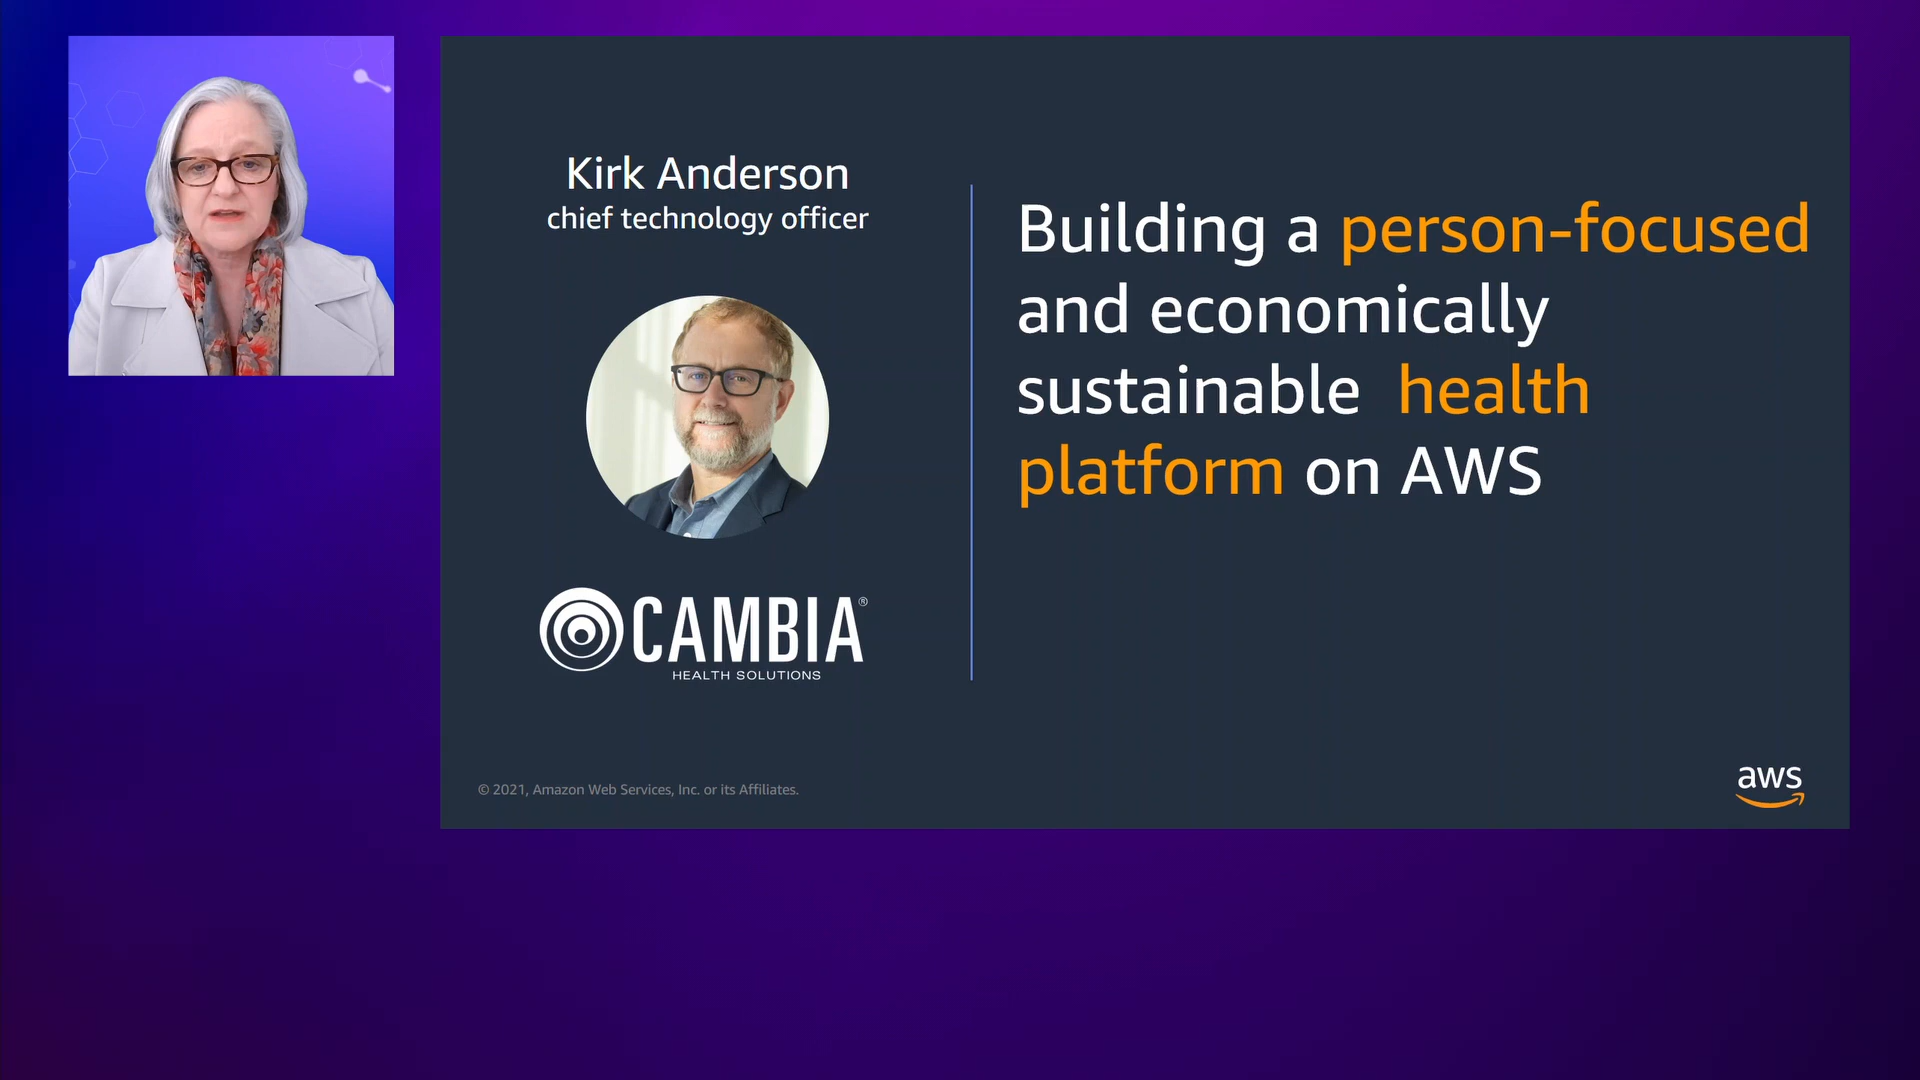 Kirk Anderson
chief technology officer
CAMBIA®
HEALTH SOLUTIONS
Building a person-focused
and economically
sustainable health
platform on AWS
© 2021, Amazon Web Services, Inc. or its Affiliates.
aws